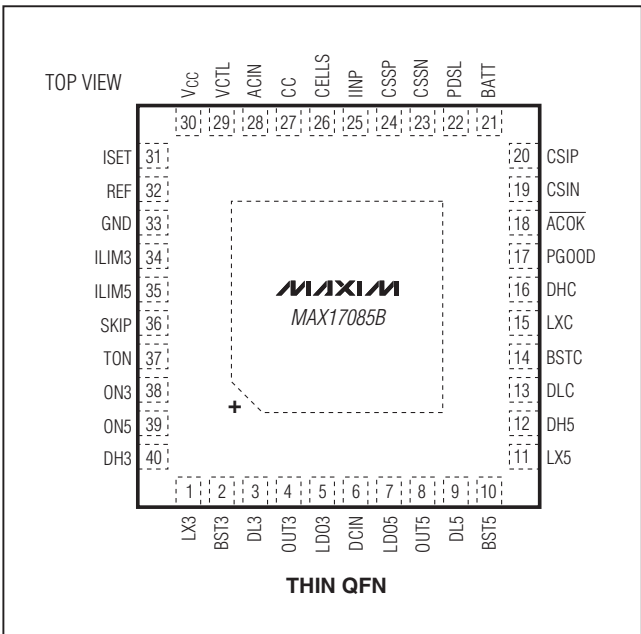 TOP VIEW
VCC
VCTL
ACIN
CC
CELLS
IINP
CSSP
CSSN
PDSL
BATT
30
29
28
27
26
25
24
23
22
21
ISET 31
REF 32
GND 33
ILIM3 34
ILIM5 35
SKIP 36
TON 37
ON3 38
ON5 39
DH3 40
20 CSIP
19 CSIN
18 ACOK
17 PGOOD
16 DHC
15 LXC
14 BSTC
13 DLC
12 DH5
11 LX5
MAXIM
MAX17085B
+
1
2
3
4
5
6
7
8
9
10
LX3
BST3
DL3
OUT3
LDO3
DCIN
LDO5
OUT5
DL5
BST5
THIN QFN